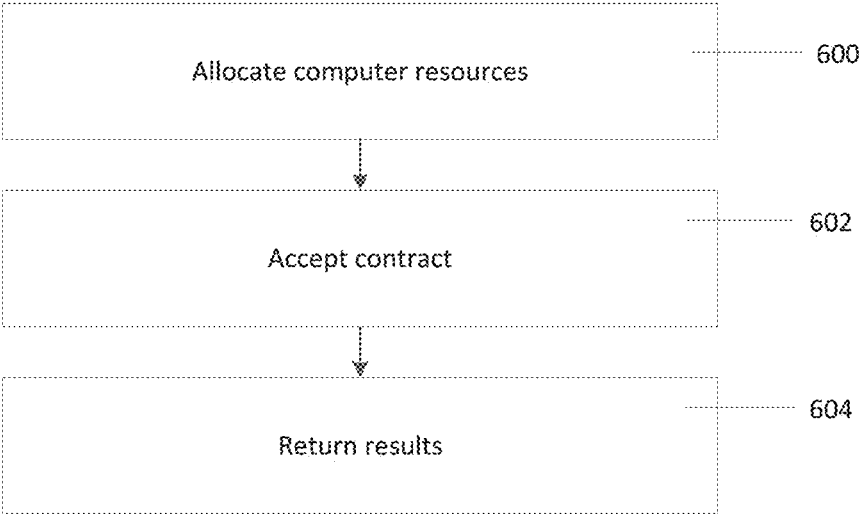 Allocate computer resources
600
Accept contract
602
Return results
604